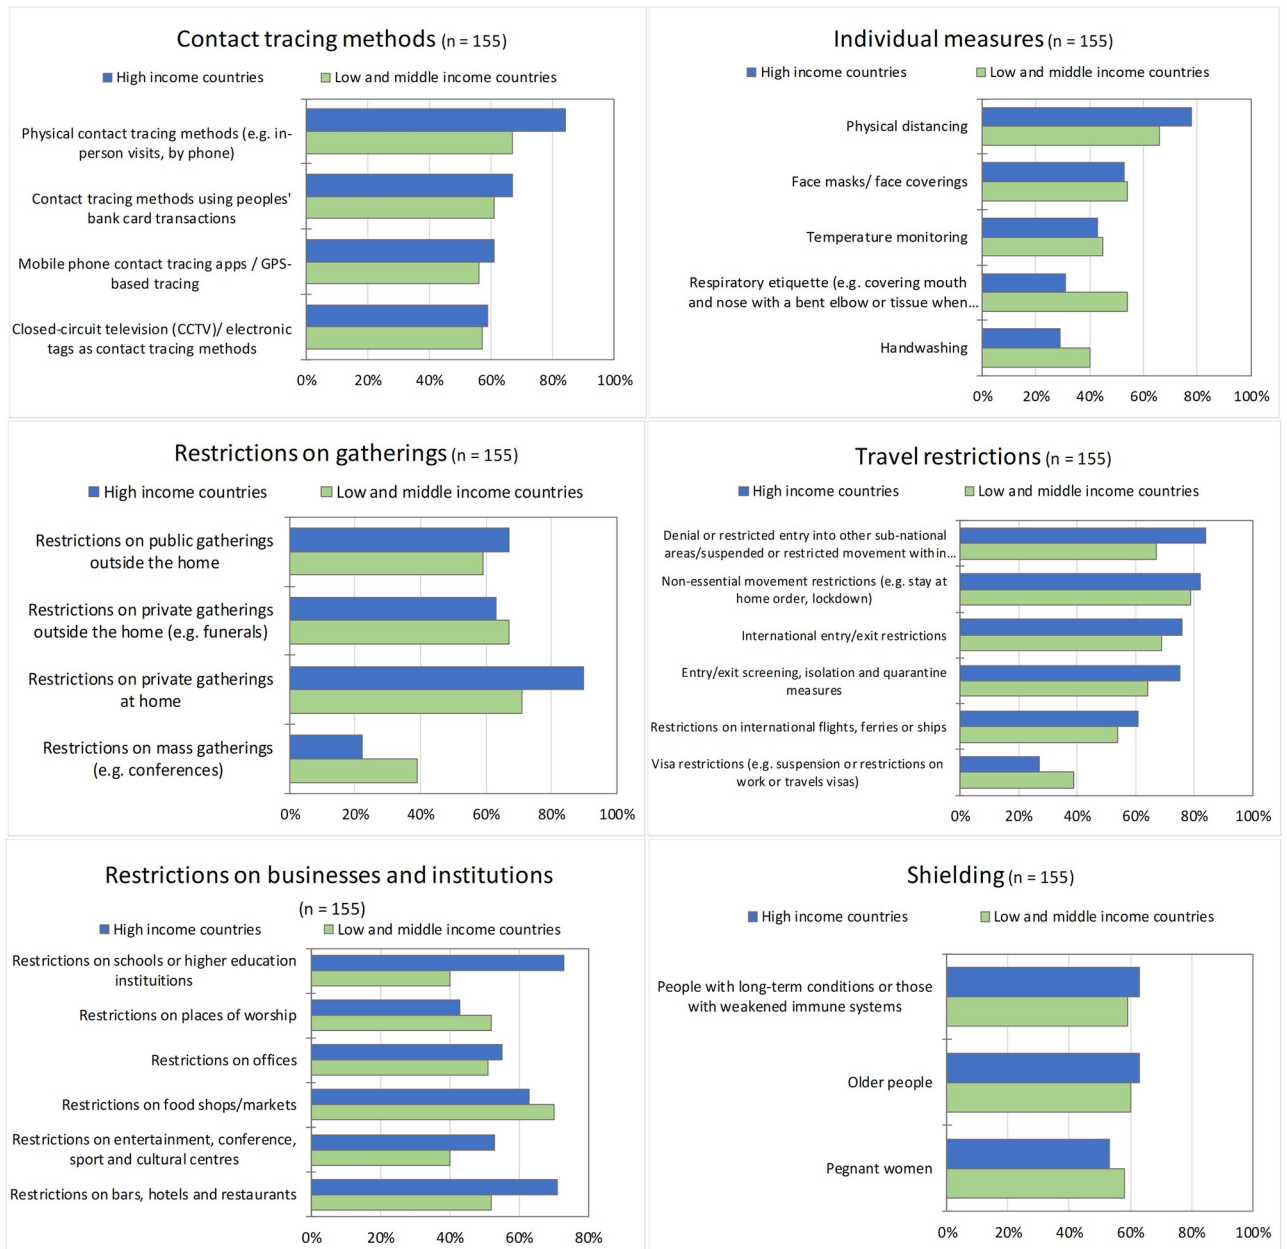 Contact tracing methods (n = 155)
High income countries Low and middle income countries
Physical contact tracing methods (e.g. in-
person visits, by phone)
Contact tracing methods using peoples'
bank card transactions
Mobile phone contact tracing apps / GPS-
based tracing
Closed-circuit television (CCTV)/ electronic
tags as contact tracing methods
0% 20% 40% 60% 80% 100%
Individual measures (n = 155)
High income countries Low and middle income countries
Physical distancing
Face masks/ face coverings
Temperature monitoring
Respiratory etiquette (e.g. covering mouth
and nose with a bent elbow or tissue when...
Handwashing
0% 20% 40% 60% 80% 100%
Restrictions on gatherings (n = 155)
High income countries Low and middle income countries
Restrictions on public gatherings
outside the home
Restrictions on private gatherings
outside the home (e.g. funerals)
Restrictions on private gatherings
at home
Restrictions on mass gatherings
(e.g. conferences)
0% 20% 40% 60% 80% 100%
Travel restrictions (n = 155)
High income countries Low and middle income countries
Denial or restricted entry into other sub-national
areas/suspended or restricted movement within...
Non-essential movement restrictions (e.g. stay at
home order, lockdown)
International entry/exit restrictions
Entry/exit screening, isolation and quarantine
measures
Restrictions on international flights, ferries or ships
Visa restrictions (e.g. suspension or restrictions on
work or travels visas)
0% 20% 40% 60% 80% 100%
Restrictions on businesses and institutions
(n = 155)
High income countries Low and middle income countries
Restrictions on schools or higher education
instituitions
Restrictions on places of worship
Restrictions on offices
Restrictions on food shops/markets
Restrictions on entertainment, conference,
sport and cultural centres
Restrictions on bars, hotels and restaurants
0% 20% 40% 60% 80%
Shielding (n = 155)
High income countries Low and middle income countries
People with long-term conditions or those
with weakened immune systems
Older people
Pegnant women
0% 20% 40% 60% 80% 100%